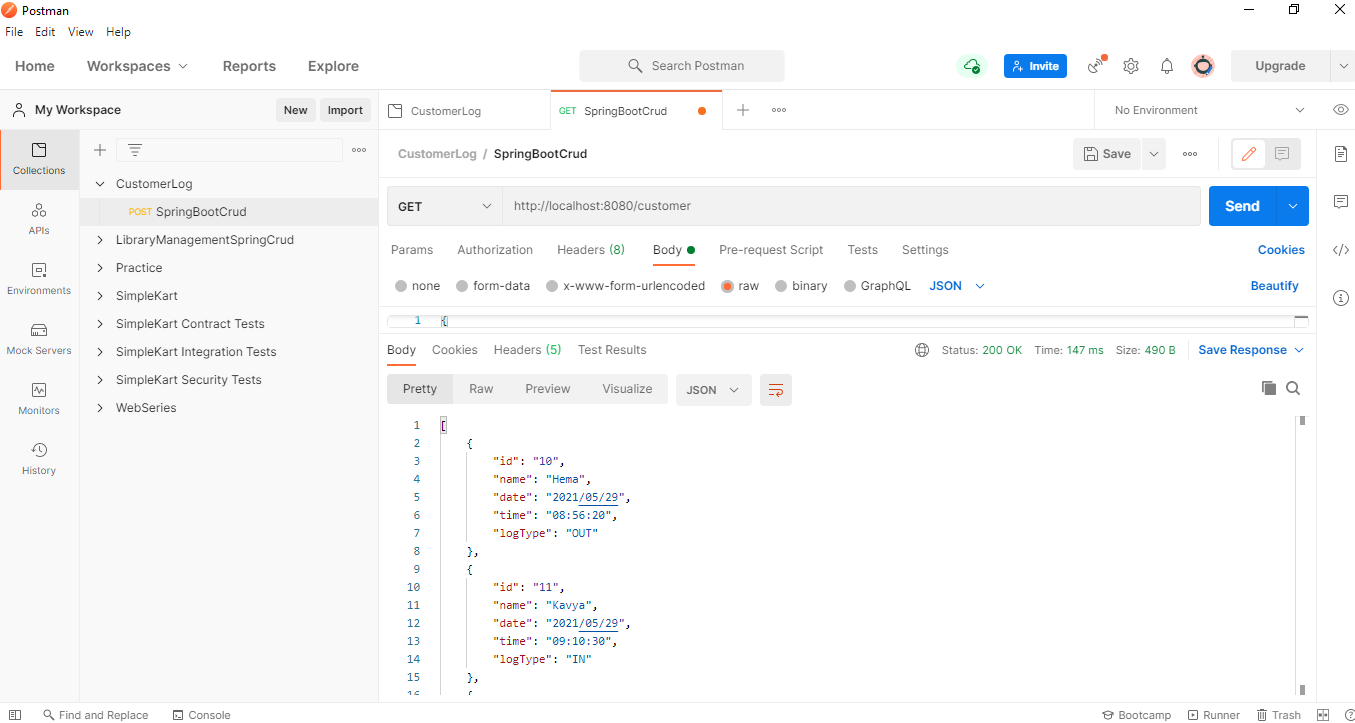 Postman
File Edit View Help
Home Workspaces Reports Explore Search Postman Invite Upgrade
My Workspace New Import
CustomerLog GET SpringBootCrud No Environment
Collections
APIs
Environments
Mock Servers
Monitors
History
CustomerLog
POST SpringBootCrud
LibraryManagementSpringCrud
Practice
SimpleKart
SimpleKart Contract Tests
SimpleKart Integration Tests
SimpleKart Security Tests
WebSeries
CustomerLog / SpringBootCrud Save
GET http://localhost:8080/customer Send
Params Authorization Headers (8) Body Pre-request Script Tests Settings Cookies
none form-data x-www-form-urlencoded raw binary GraphQL JSON Beautify
1 {
Body Cookies Headers (5) Test Results Status: 200 OK Time: 147 ms Size: 490 B Save Response
Pretty Raw Preview Visualize JSON
1 [
2 {
3 "id": "10",
4 "name": "Hema",
5 "date": "2021/05/29",
6 "time": "08:56:20",
7 "logType": "OUT"
8 },
9 {
10 "id": "11",
11 "name": "Kavya",
12 "date": "2021/05/29",
13 "time": "09:10:30",
14 "logType": "IN"
15 },
16 {
Find and Replace Console Bootcamp Runner Trash